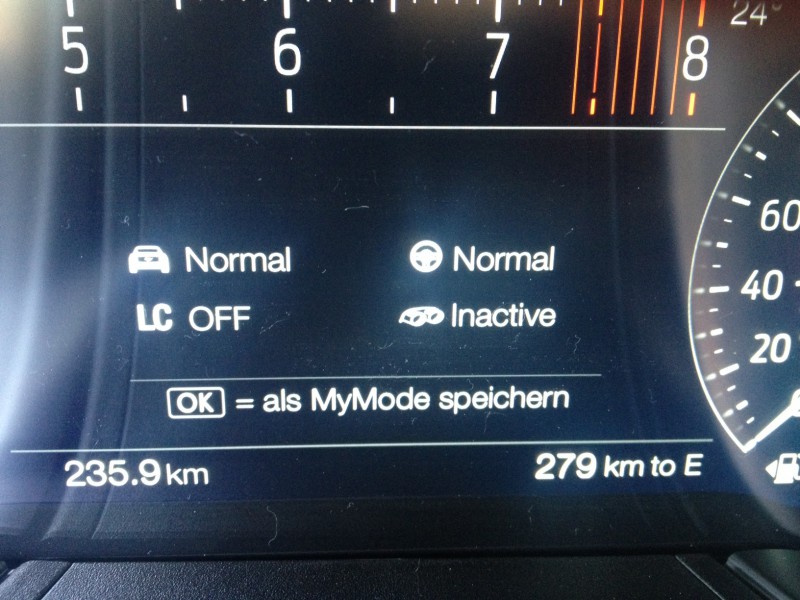 24°
5 6 7 8
60
Normal Normal
40
LC OFF Inactive
20
OK = als MyMode speichern
235.9 km 279 km to E